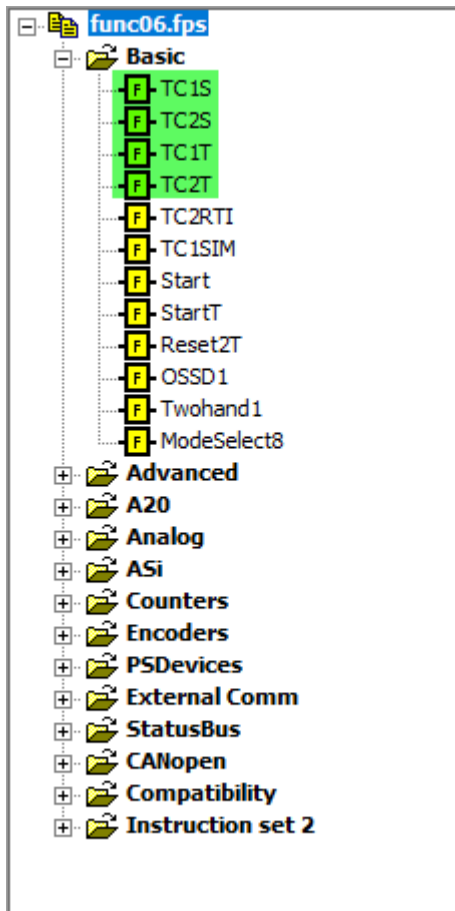 func06.fps
Basic
F TC1S
F TC2S
F TC1T
F TC2T
F TC2RTI
F TC1SIM
F Start
F StartT
F Reset2T
F OSSD1
F Twohand1
F ModeSelect8
Advanced
A20
Analog
ASi
Counters
Encoders
PSDevices
External Comm
StatusBus
CANopen
Compatibility
Instruction set 2